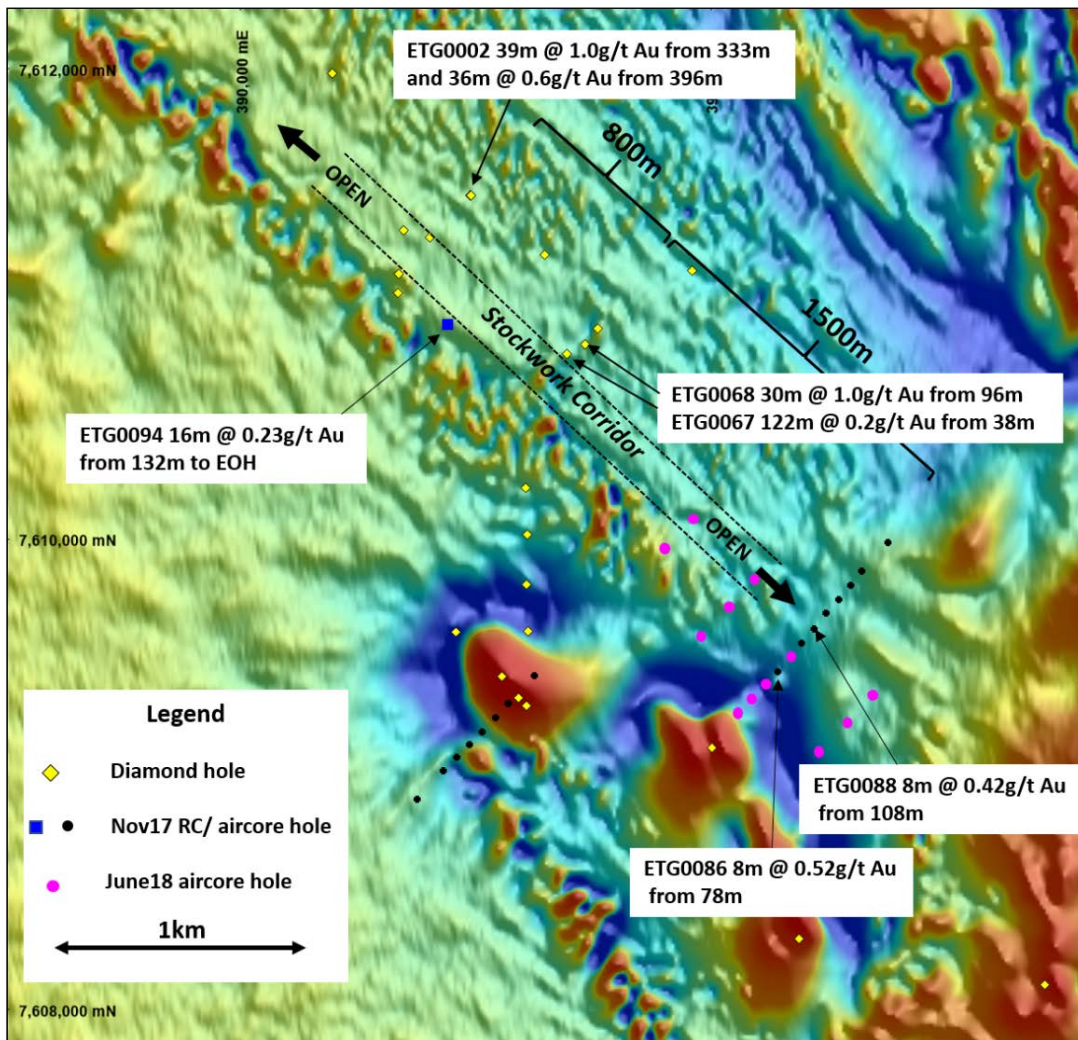 7,612,000 mN
390,000 mE
ETG0002 39m @ 1.0g/t Au from 333m
and 36m @ 0.6g/t Au from 396m
800m
OPEN
1500m
Stockwork Corridor
ETG0068 30m @ 1.0g/t Au from 96m
ETG0067 122m @ 0.2g/t Au from 38m
ETG0094 16m @ 0.23g/t Au
from 132m to EOH
7,610,000 mN
OPEN
Legend
Diamond hole
Nov17 RC/ aircore hole
June18 aircore hole
1km
ETG0088 8m @ 0.42g/t Au
from 108m
ETG0086 8m @ 0.52g/t Au
from 78m
7,608,000 mN